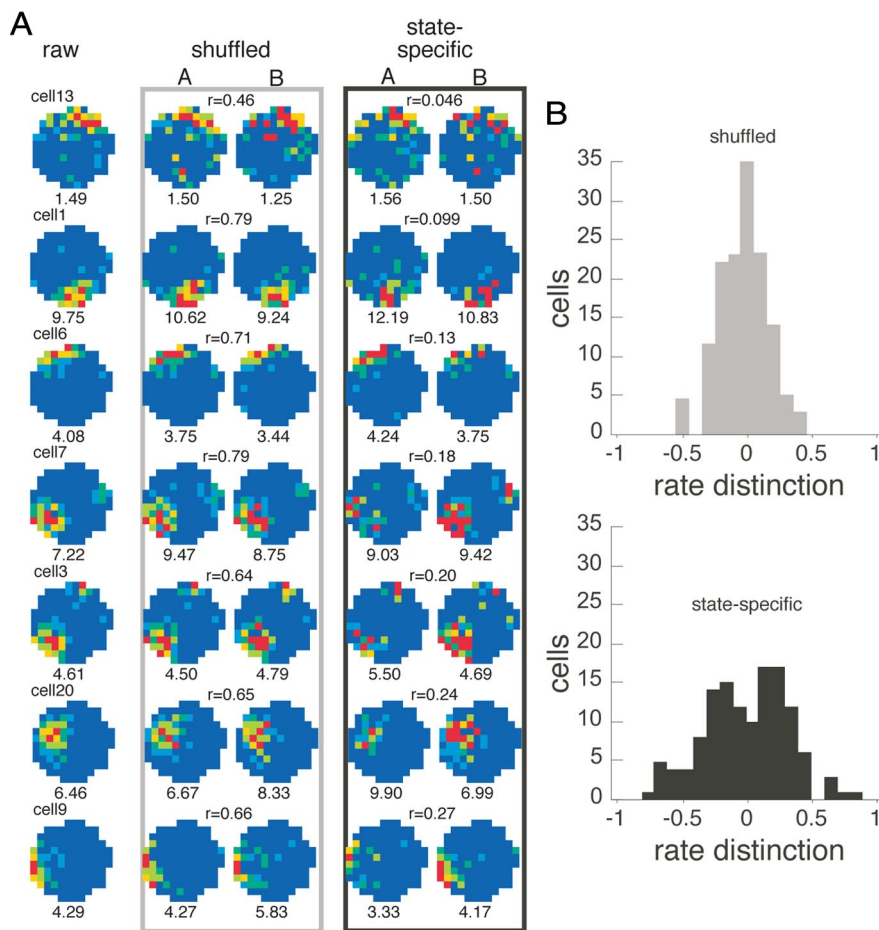 A
raw
shuffled
state-
specific
A B A B
cell13
r=0.46 r=0.046
1.49 1.50 1.25 1.56 1.50
cell1
r=0.79 r=0.099
9.75 10.62 9.24 12.19 10.83
cell6
r=0.71 r=0.13
4.08 3.75 3.44 4.24 3.75
cell7
r=0.79 r=0.18
7.22 9.47 8.75 9.03 9.42
cell3
r=0.64 r=0.20
4.61 4.50 4.79 5.50 4.69
cell20
r=0.65 r=0.24
6.46 6.67 8.33 9.90 6.99
cell9
r=0.66 r=0.27
4.29 4.27 5.83 3.33 4.17
B
shuffled
35
30
25
20
15
10
5
0
cells
-1 -0.5 0 0.5 1
rate distinction
35
30
25
20
15
10
5
0
state-specific
cells
-1 -0.5 0 0.5 1
rate distinction